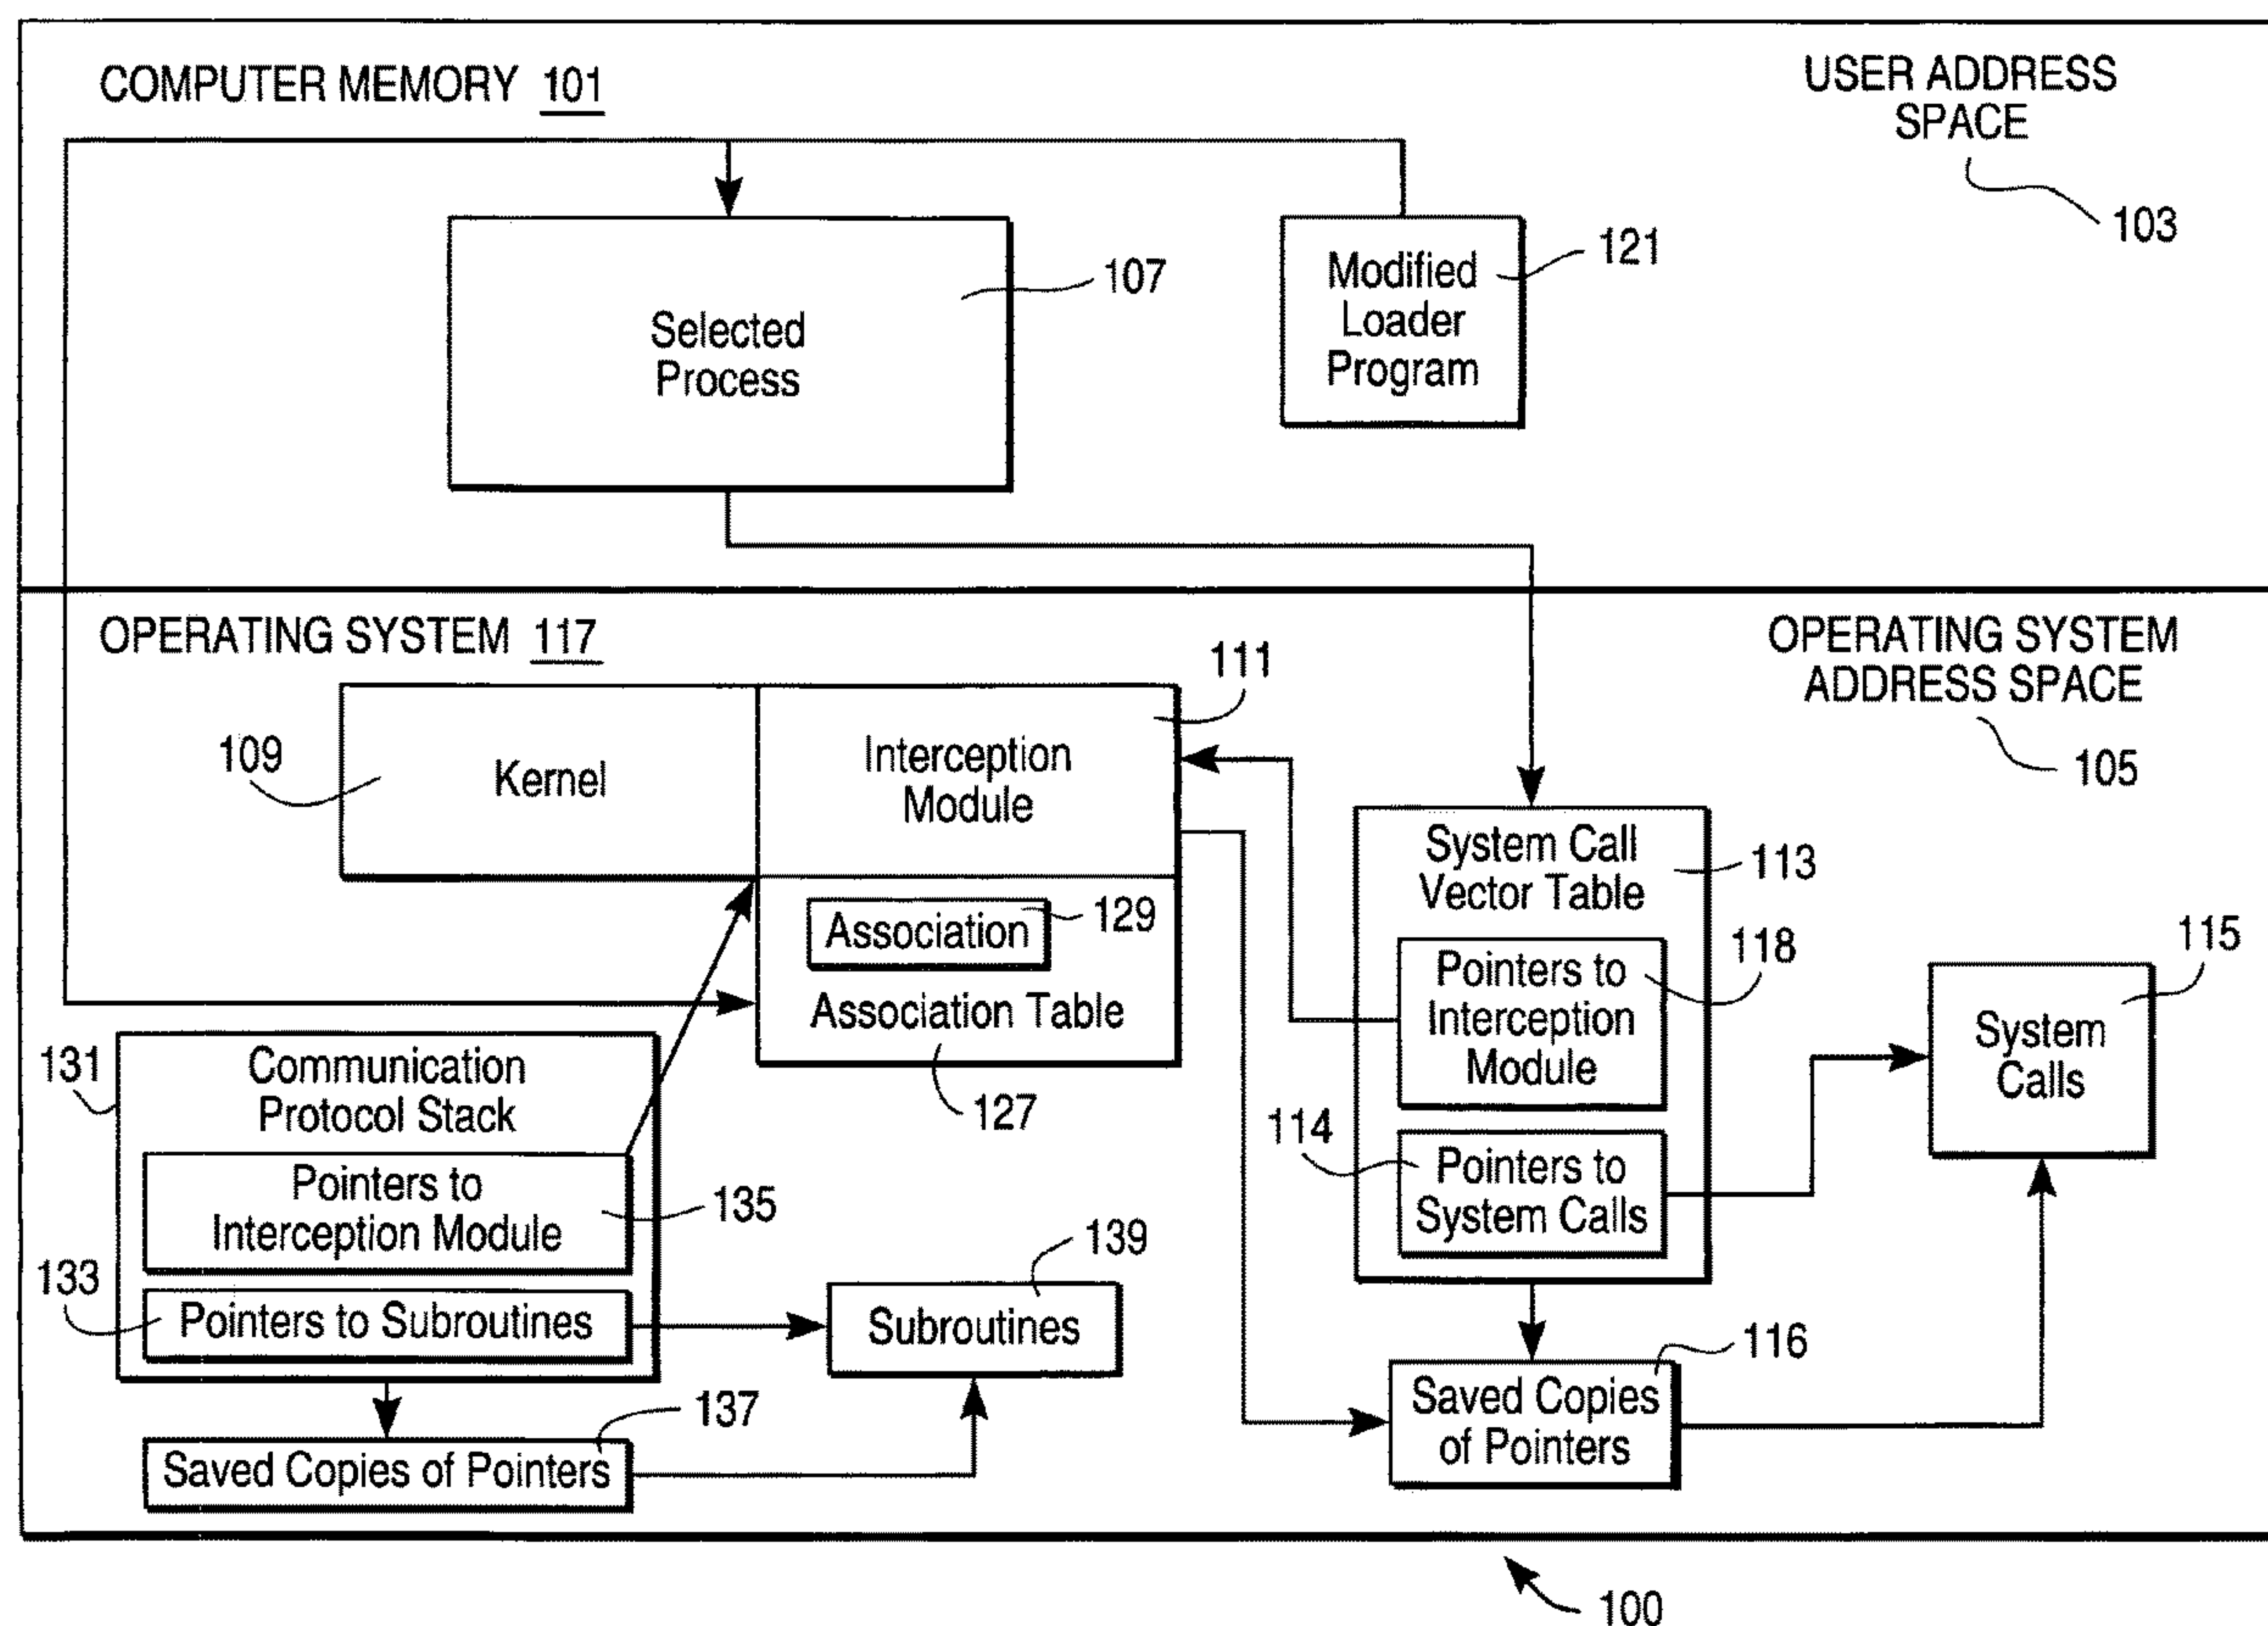 COMPUTER MEMORY 101
USER ADDRESS
SPACE
103
Selected
Process
107
Modified
Loader
Program
121
OPERATING SYSTEM 117
OPERATING SYSTEM
ADDRESS SPACE
105
109
Kernel
Interception
Module
111
Association
129
Association Table
127
System Call
Vector Table
113
Pointers to
Interception
Module
118
114
Pointers to
System Calls
115
System
Calls
131
Communication
Protocol Stack
Pointers to
Interception Module
135
133
Pointers to Subroutines
139
Subroutines
137
Saved Copies of Pointers
116
Saved Copies
of Pointers
100